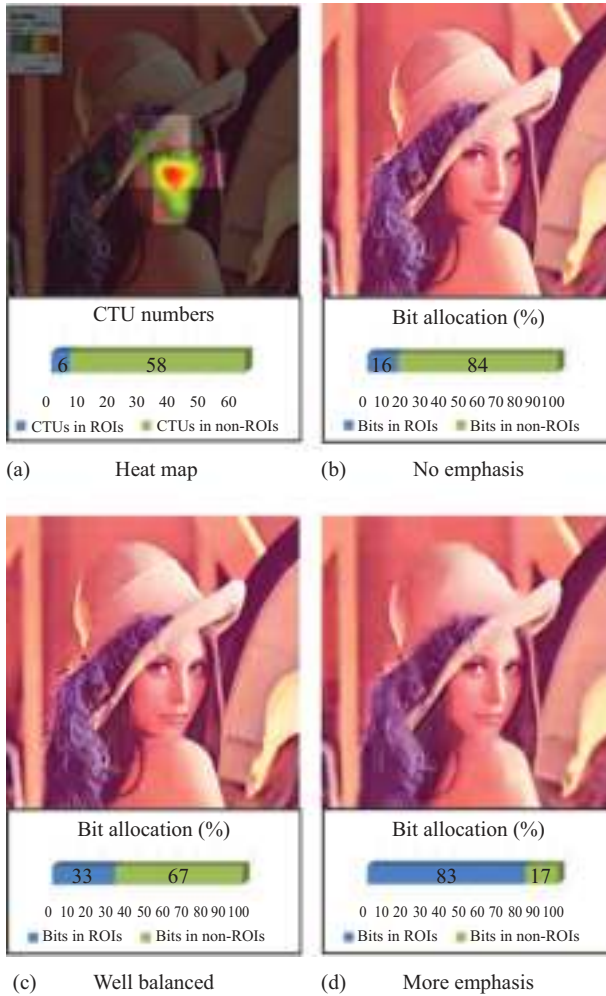 CTU numbers
6 58
0 10 20 30 40 50 60
CTUs in ROIs CTUs in non-ROIs
(a) Heat map
Bit allocation (%)
16 84
0 10 20 30 40 50 60 70 80 90 100
Bits in ROIs Bits in non-ROIs
(b) No emphasis
Bit allocation (%)
33 67
0 10 20 30 40 50 60 70 80 90 100
Bits in ROIs Bits in non-ROIs
(c) Well balanced
Bit allocation (%)
83 17
0 10 20 30 40 50 60 70 80 90 100
Bits in ROIs Bits in non-ROIs
(d) More emphasis